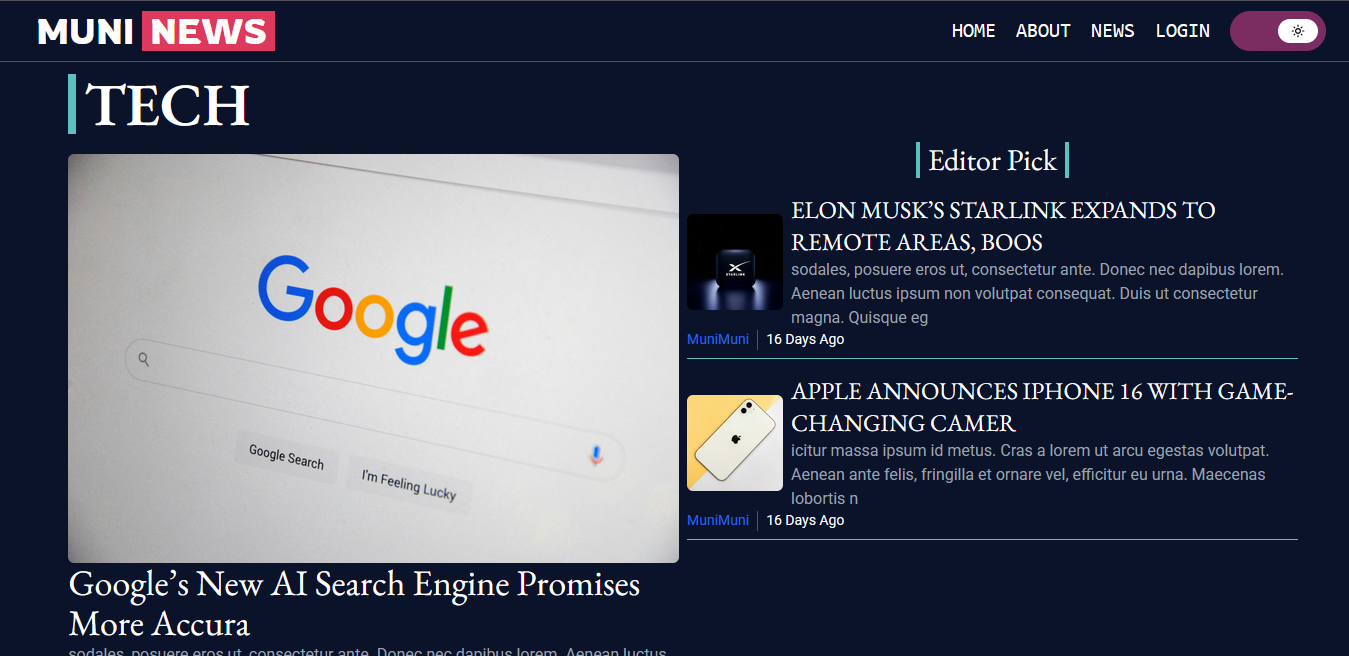 MUNI NEWS
HOME ABOUT NEWS LOGIN
TECH
Google
Google Search
I'm Feeling Lucky
Google’s New AI Search Engine Promises
More Accura
sodales, posuere eros ut, consectetur ante. Donec nec dapibus lorem. Aenean luctus
Editor Pick
ELON MUSK’S STARLINK EXPANDS TO
REMOTE AREAS, BOOS
sodales, posuere eros ut, consectetur ante. Donec nec dapibus lorem.
Aenean luctus ipsum non volutpat consequat. Duis ut consectetur
magna. Quisque eg
STARLINK
MuniMuni 16 Days Ago
APPLE ANNOUNCES IPHONE 16 WITH GAME-
CHANGING CAMER
icitur massa ipsum id metus. Cras a lorem ut arcu egestas volutpat.
Aenean ante felis, fringilla et ornare vel, efficitur eu urna. Maecenas
lobortis n
MuniMuni 16 Days Ago